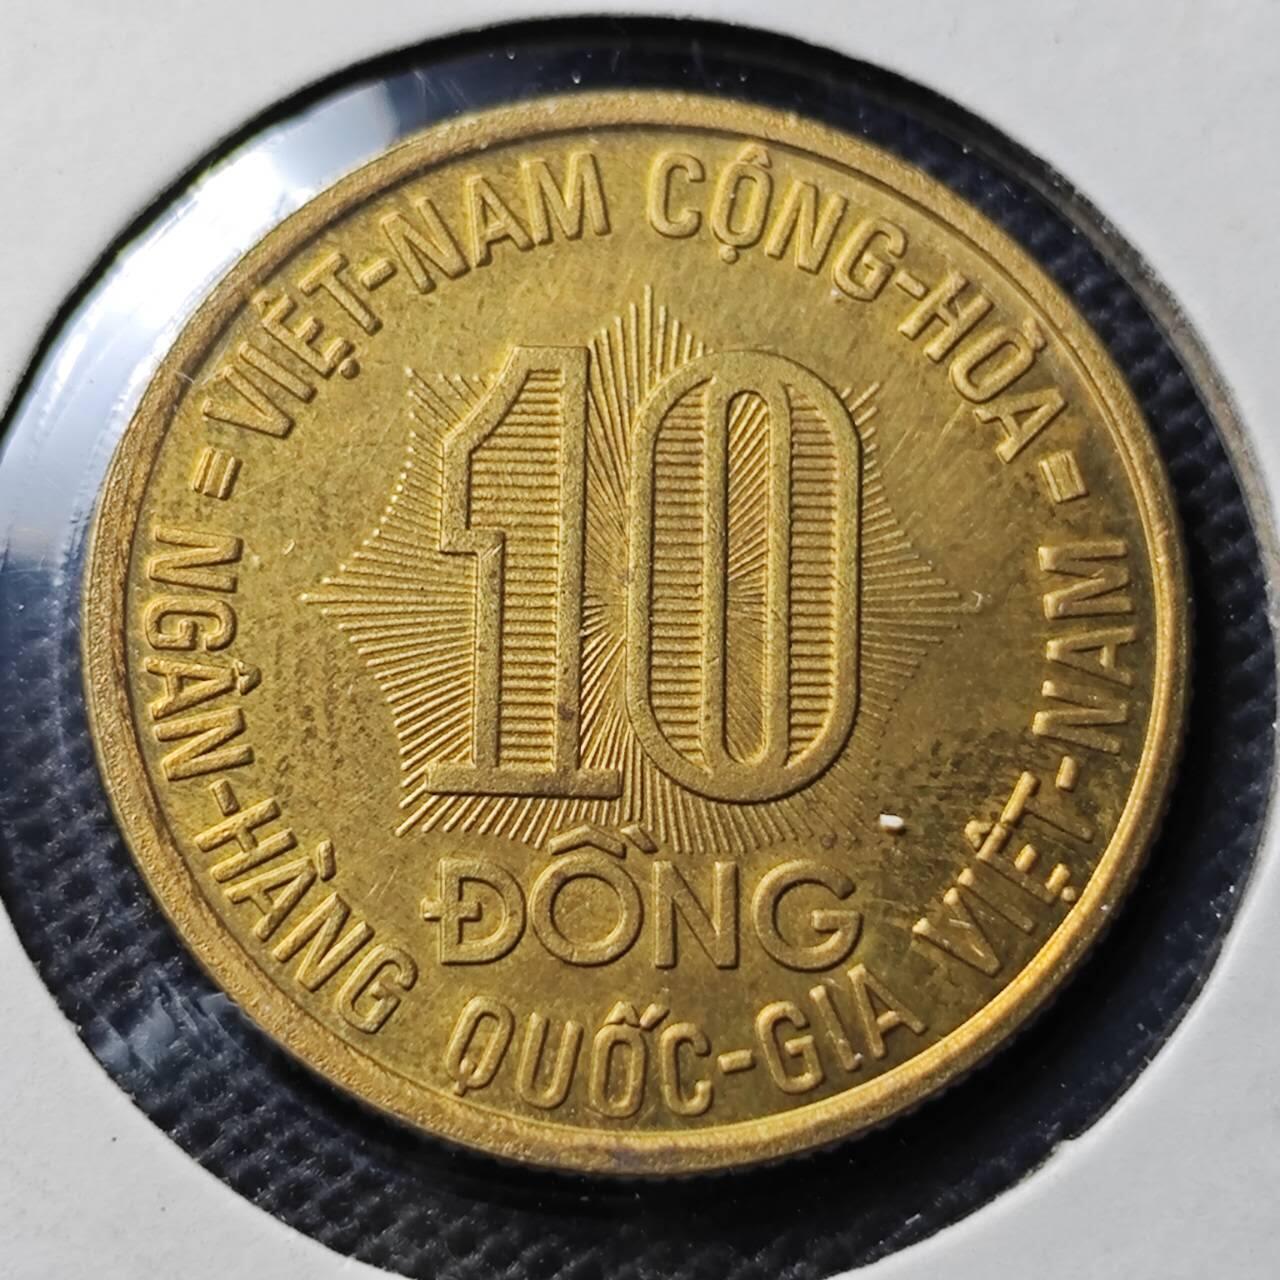 VIỆT-NAM CỘNG-HÒA
10
ĐỒNG
NGÂN-HÀNG QUỐC-GIA VIỆT-NAM